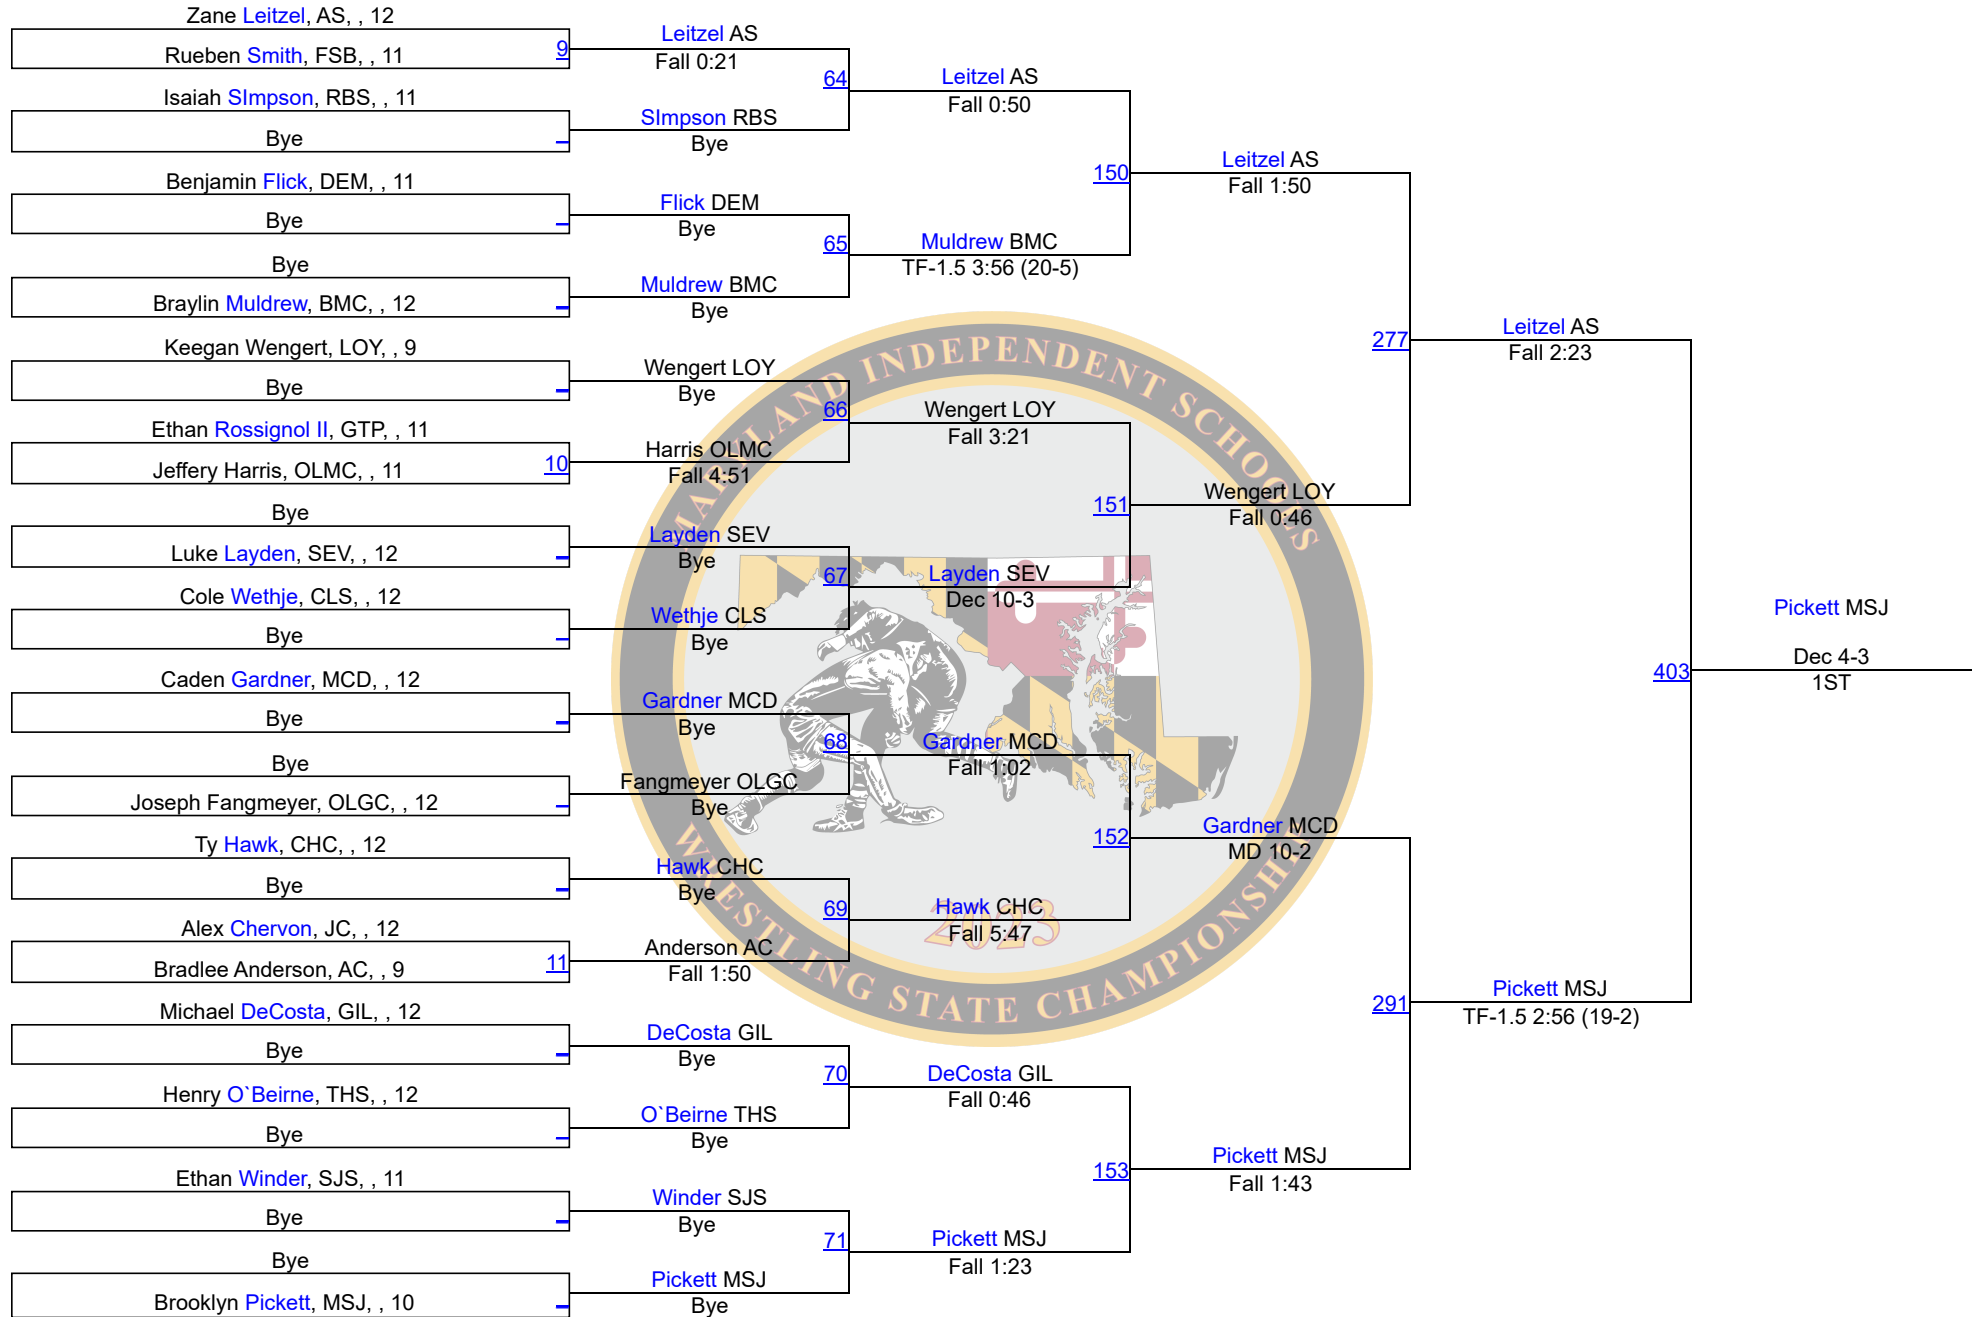 Zane Leitzel, AS, , 12
Rueben Smith, FSB, , 11
9
Isaiah SImpson, RBS, , 11
Bye
Benjamin Flick, DEM, , 11
Bye
Bye
Braylin Muldrew, BMC, , 12
Keegan Wengert, LOY, , 9
Bye
Ethan Rossignol II, GTP, , 11
Jeffery Harris, OLMC, , 11
10
Bye
Luke Layden, SEV, , 12
Cole Wethje, CLS, , 12
Bye
Caden Gardner, MCD, , 12
Bye
Bye
Joseph Fangmeyer, OLGC, , 12
Ty Hawk, CHC, , 12
Bye
Alex Chervon, JC, , 12
Bradlee Anderson, AC, , 9
11
Michael DeCosta, GIL, , 12
Bye
Henry O`Beirne, THS, , 12
Bye
Ethan Winder, SJS, , 11
Bye
Bye
Brooklyn Pickett, MSJ, , 10
Leitzel AS
Fall 0:21
64
SImpson RBS
Bye
Flick DEM
Bye
65
Muldrew BMC
Bye
Wengert LOY
Bye
66
Harris OLMC
Fall 4:51
Layden SEV
Bye
67
Wethje CLS
Bye
Gardner MCD
Bye
68
Fangmeyer OLGC
Bye
Hawk CHC
Bye
69
Anderson AC
Fall 1:50
DeCosta GIL
Bye
70
O`Beirne THS
Bye
Winder SJS
Bye
71
Pickett MSJ
Bye
Leitzel AS
Fall 0:50
150
Muldrew BMC
TF-1.5 3:56 (20-5)
Wengert LOY
Fall 3:21
151
Layden SEV
Dec 10-3
Gardner MCD
Fall 1:02
152
Hawk CHC
Fall 5:47
DeCosta GIL
Fall 0:46
153
Pickett MSJ
Fall 1:23
Leitzel AS
Fall 1:50
277
Wengert LOY
Fall 0:46
Gardner MCD
MD 10-2
291
Pickett MSJ
Fall 1:43
Leitzel AS
Fall 2:23
403
Pickett MSJ
TF-1.5 2:56 (19-2)
Pickett MSJ
Dec 4-3
1ST
MARYLAND INDEPENDENT SCHOOLS
2023
WRESTLING STATE CHAMPIONSHIP